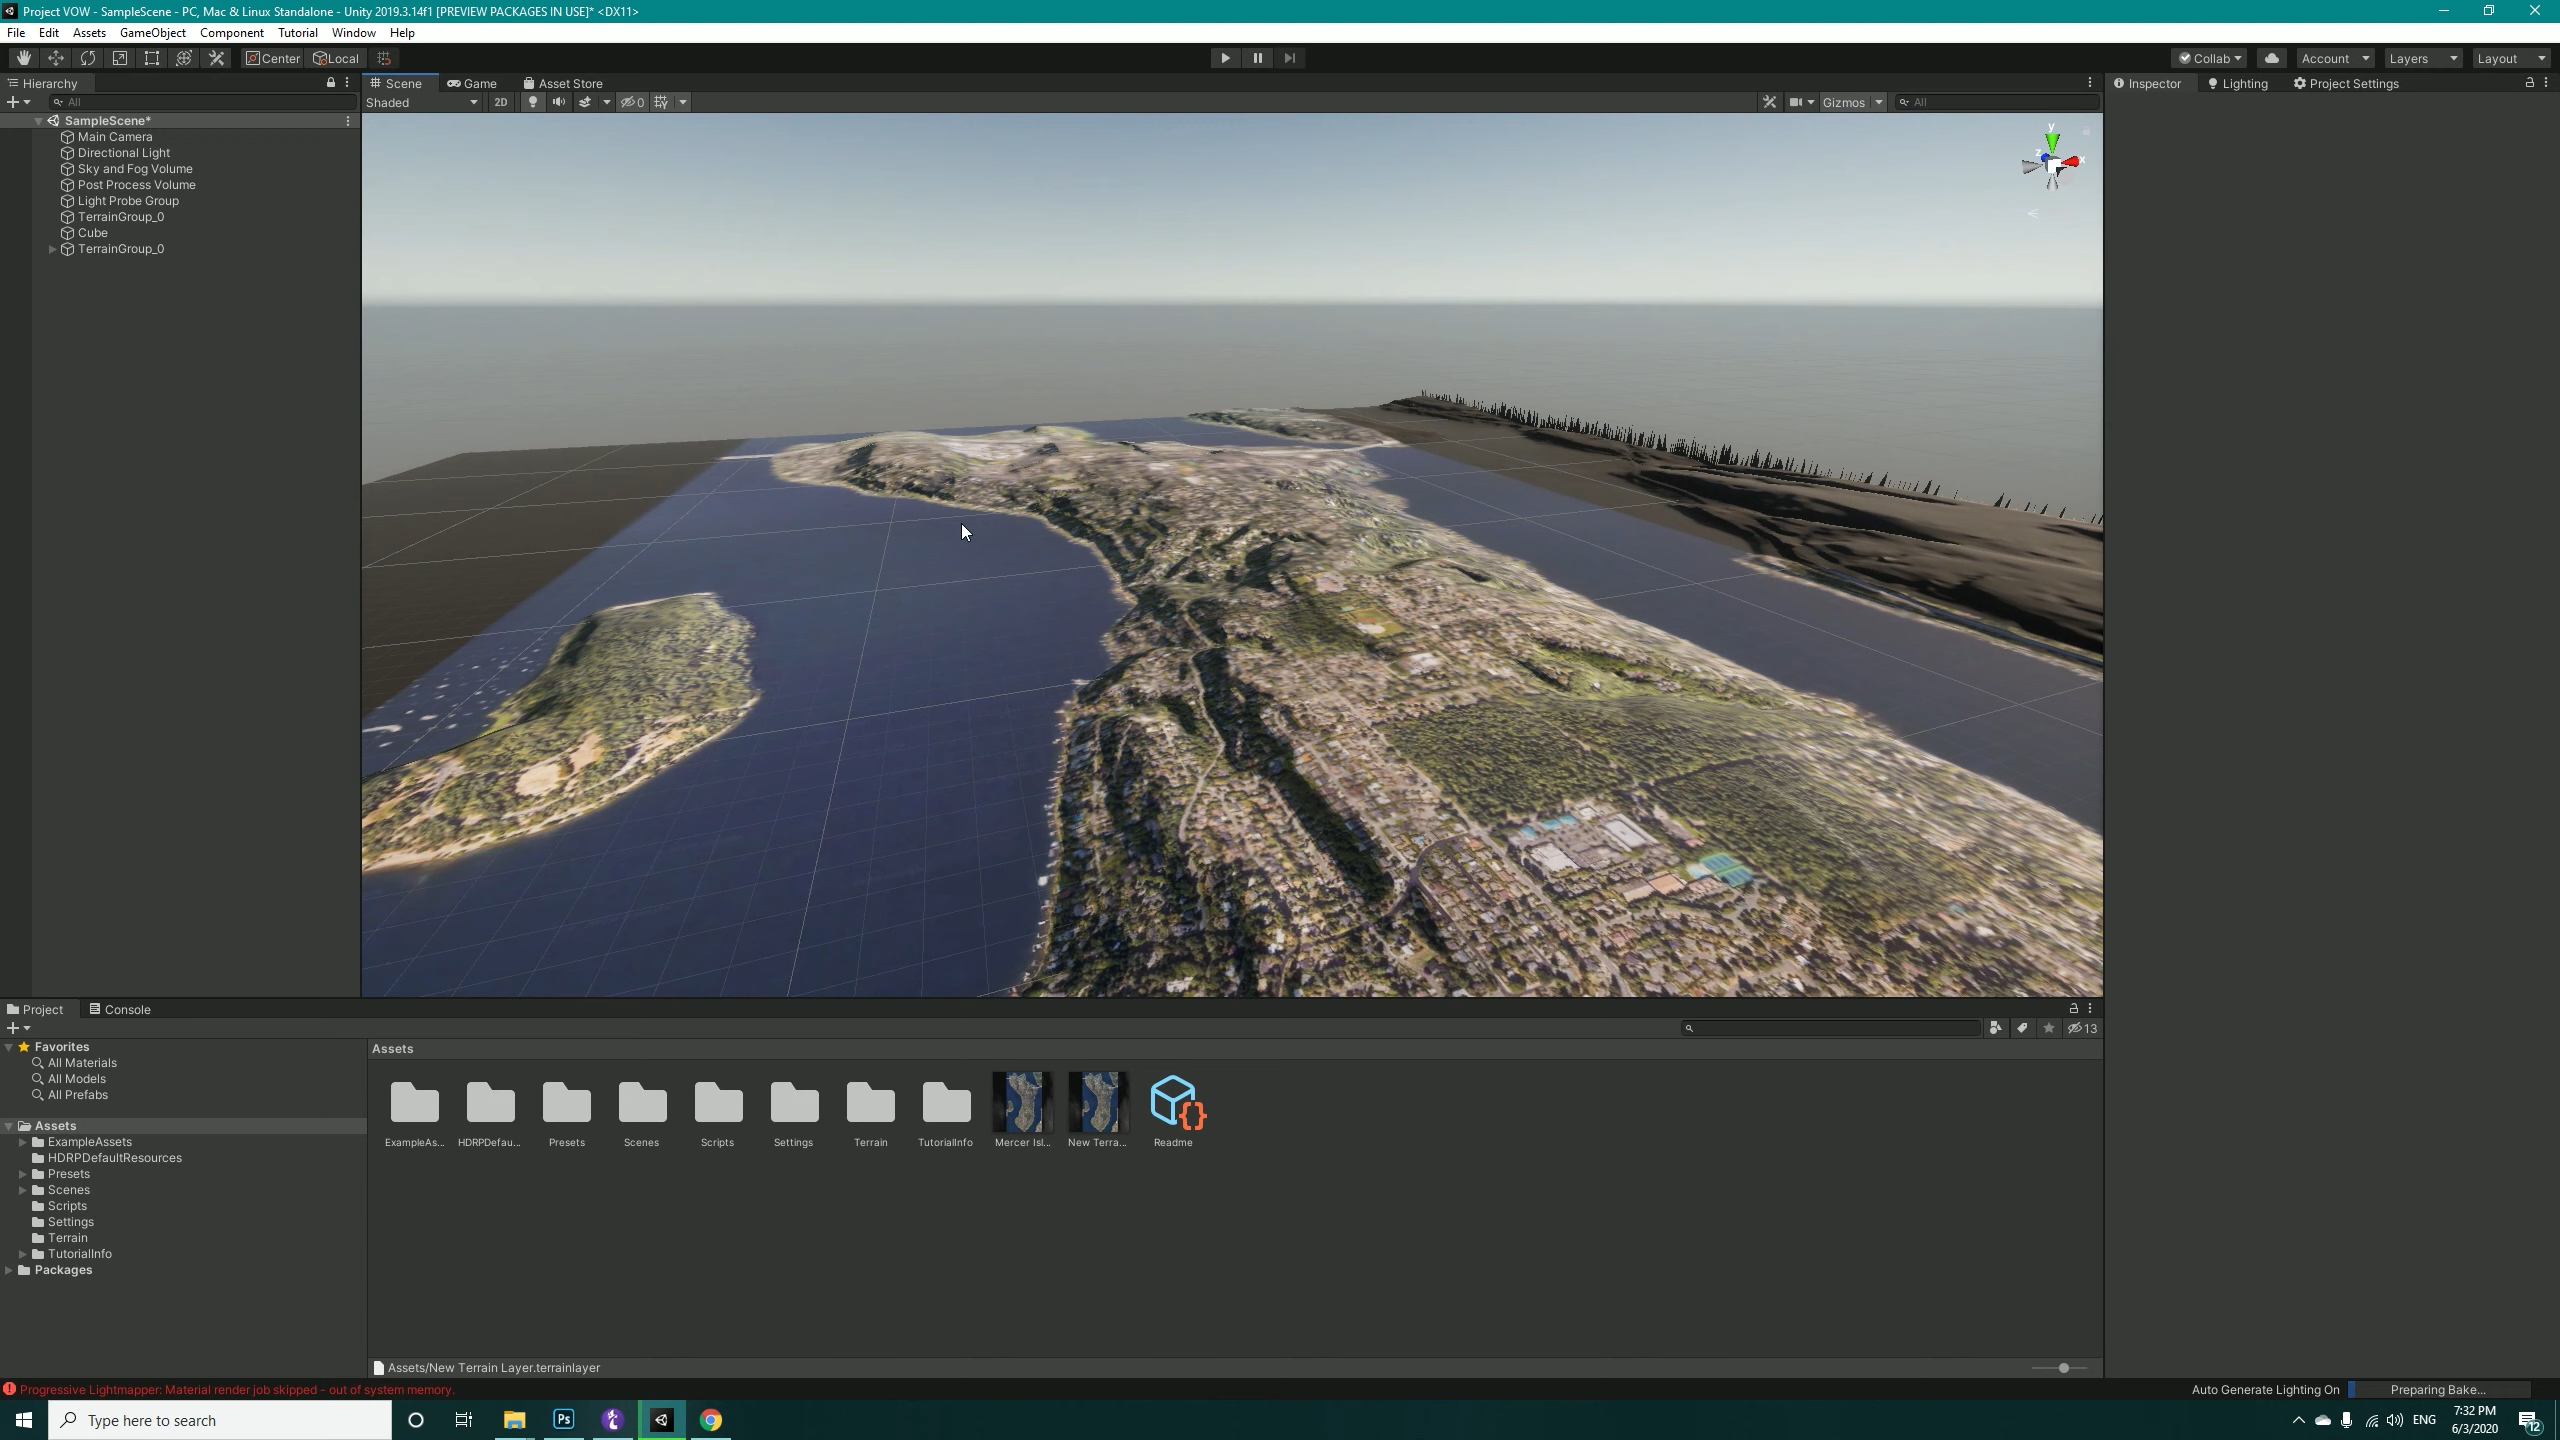 Project VOW - SampleScene - PC, Mac & Linux Standalone - Unity 2019.3.14f1 [PREVIEW PACKAGES IN USE]* <DX11>
File Edit Assets GameObject Component Tutorial Window Help
Center Local Collab Account Layers Layout
Hierarchy
All
SampleScene*
Main Camera
Directional Light
Sky and Fog Volume
Post Process Volume
Light Probe Group
TerrainGroup_0
Cube
TerrainGroup_0
Scene Game Asset Store
Shaded 2D 0 Gizmos All
y
z x
Inspector Lighting Project Settings
Project Console
13
Favorites
All Materials
All Models
All Prefabs
Assets
ExampleAssets
HDRPDefaultResources
Presets
Scenes
Scripts
Settings
Terrain
TutorialInfo
Packages
Assets
ExampleAs... HDRPDefau... Presets Scenes Scripts Settings Terrain TutorialInfo Mercer Isl... New Terra... Readme
Assets/New Terrain Layer.terrainlayer
Progressive Lightmapper: Material render job skipped - out of system memory.
Auto Generate Lighting On Preparing Bake...
Type here to search
Ps
ENG
7:32 PM
6/3/2020
12